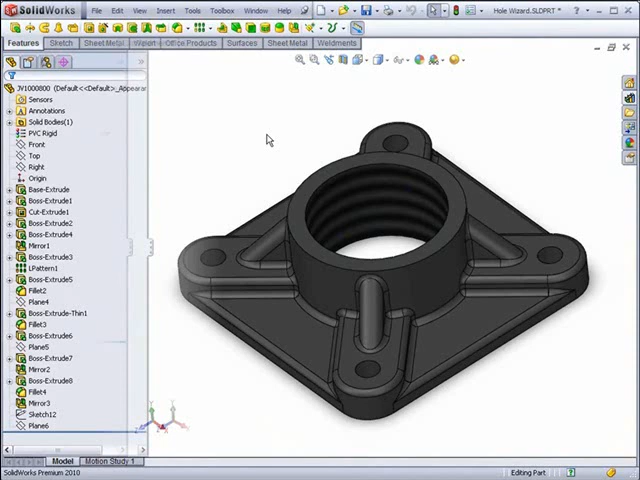 SolidWorks File Edit View Insert Tools Toolbox Window Help Hole Wizard.SLDPRT *
Features Sketch Sheet Metal Office Products Surfaces Sheet Metal Weldments
JV1000800 (Default<<Default>_Appearar
Sensors
Annotations
Solid Bodies(1)
PVC Rigid
Front
Top
Right
Origin
Base-Extrude
Boss-Extrude1
Cut-Extrude1
Boss-Extrude2
Boss-Extrude4
Mirror1
Boss-Extrude3
LPattern1
Boss-Extrude5
Fillet2
Plane4
Boss-Extrude-Thin1
Fillet3
Boss-Extrude6
Plane5
Boss-Extrude7
Mirror2
Boss-Extrude8
Fillet4
Mirror3
Sketch12
Plane6
Model Motion Study 1
SolidWorks Premium 2010 Editing Part